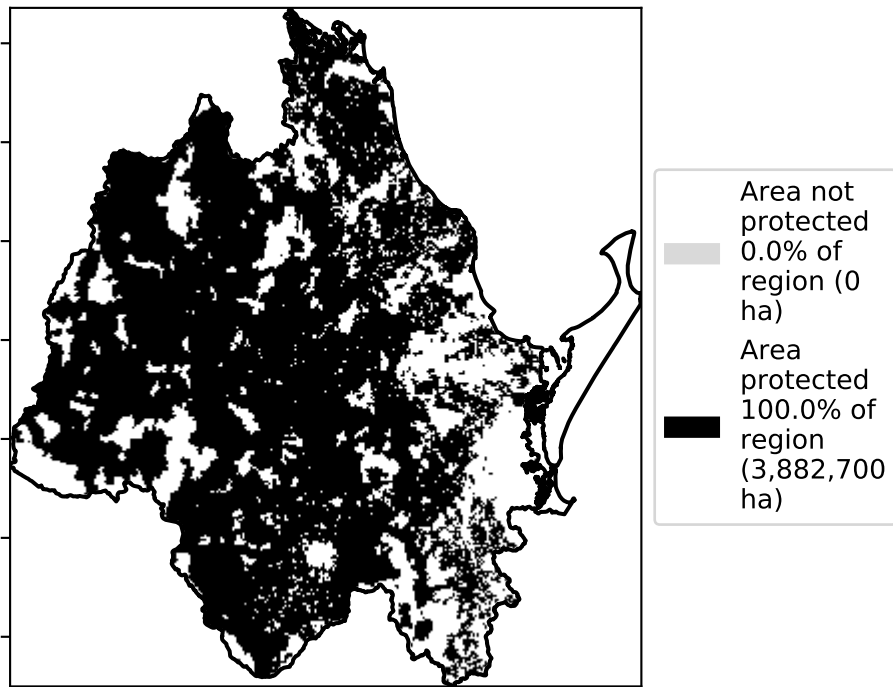 Area not
protected
0.0% of
region (0
ha)
Area
protected
100.0% of
region
(3,882,700
ha)